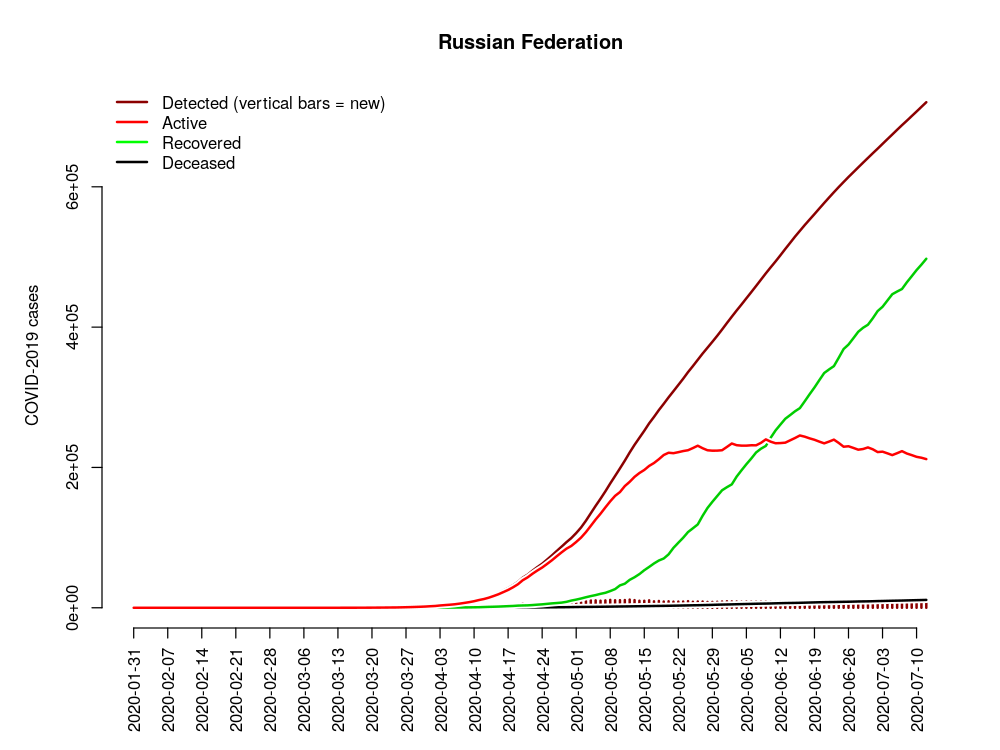 Russian Federation
Detected (vertical bars = new)
Active
Recovered
Deceased
COVID-2019 cases
6e+05
4e+05
2e+05
0e+00
2020-01-31
2020-02-07
2020-02-14
2020-02-21
2020-02-28
2020-03-06
2020-03-13
2020-03-20
2020-03-27
2020-04-03
2020-04-10
2020-04-17
2020-04-24
2020-05-01
2020-05-08
2020-05-15
2020-05-22
2020-05-29
2020-06-05
2020-06-12
2020-06-19
2020-06-26
2020-07-03
2020-07-10